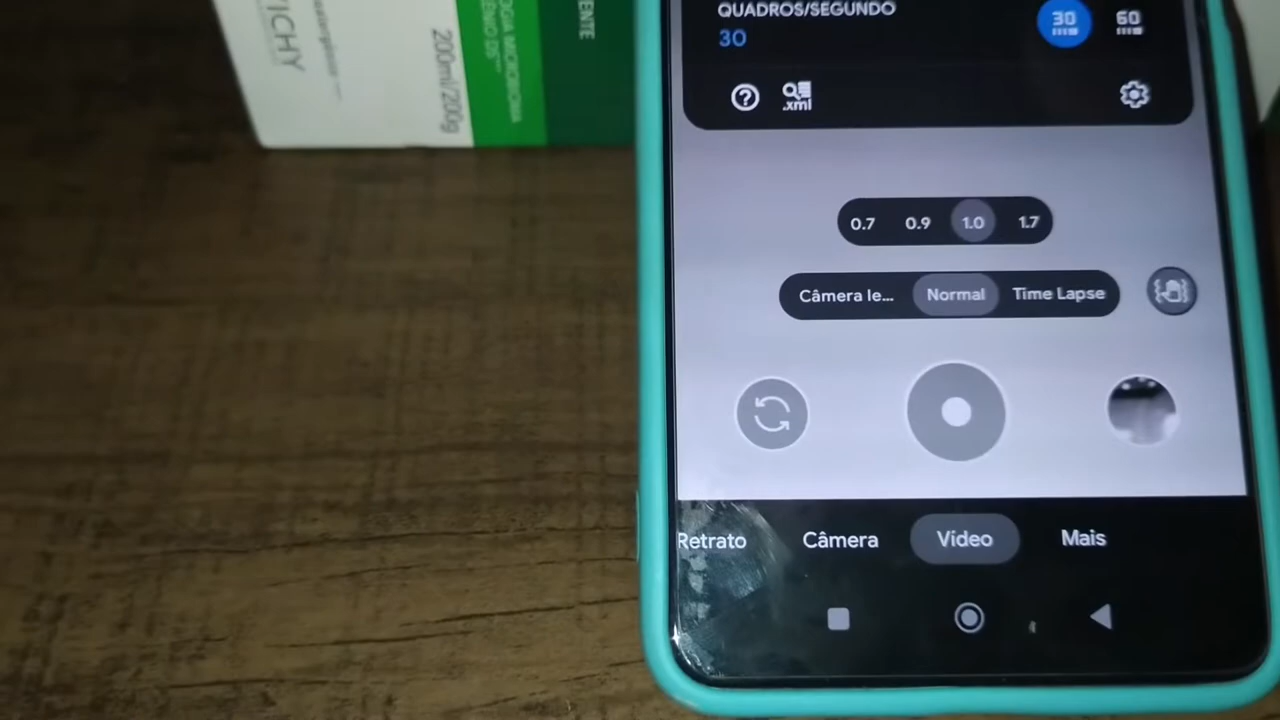 QUADROS/SEGUNDO
30
30
60
.xml
0.7 0.9 1.0 1.7
Câmera le... Normal Time Lapse
Retrato Câmera Vídeo Mais
VICHY
200ml/200g